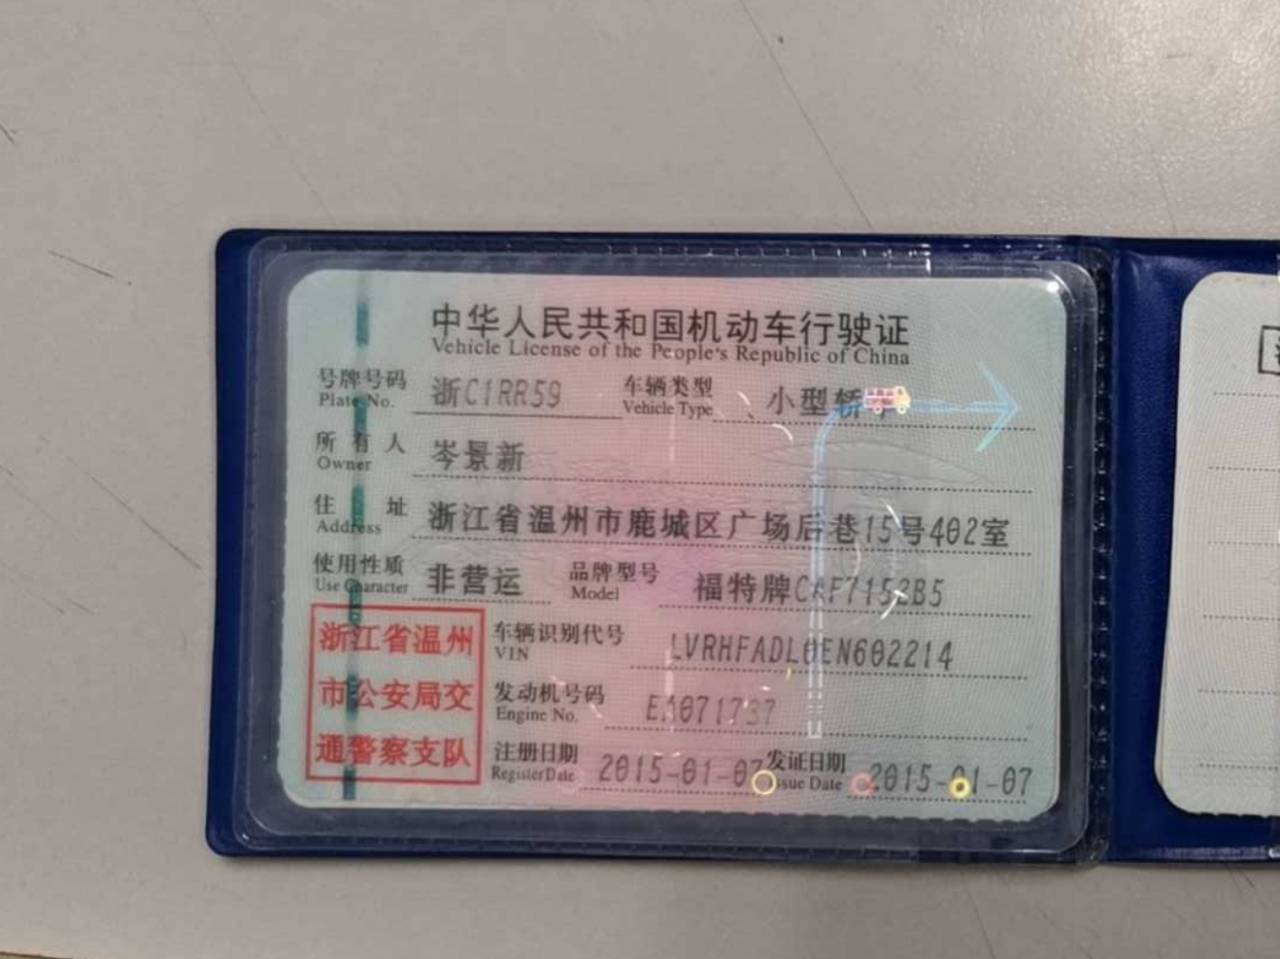 中华人民共和国机动车行驶证
Vehicle License of the People's Republic of China
号牌号码 浙C1RR59 车辆类型 小型轿车
Plate No. Vehicle Type
所有人 岑景新
Owner
住址 浙江省温州市鹿城区广场后巷15号402室
Address
使用性质 非营运 品牌型号 福特牌CAF7152B5
Use Character Model
浙江省温州
市公安局交
通警察支队
车辆识别代号 LVRHFADL0EN602214
VIN
发动机号码
Engine No.
注册日期 2015-01-07 发证日期 2015-01-07
Register Date Issue Date